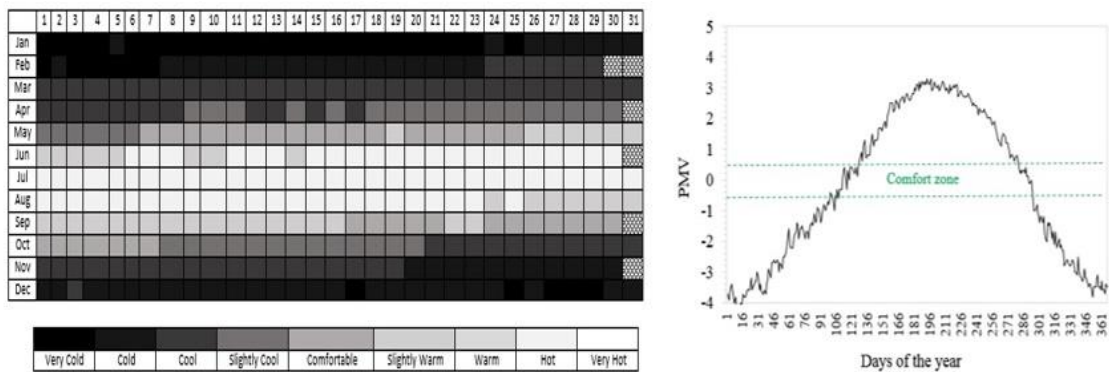 1 2 3 4 5 6 7 8 9 10 11 12 13 14 15 16 17 18 19 20 21 22 23 24 25 26 27 28 29 30 31
Jan
Feb
Mar
Apr
May
Jun
Jul
Aug
Sep
Oct
Nov
Dec
Very Cold Cold Cool Slightly Cool Comfortable Slightly Warm Warm Hot Very Hot
5
4
3
2
1
0
-1
-2
-3
-4
PMV
Comfort zone
1 16 31 46 61 76 91 106 121 136 151 166 181 196 211 226 241 256 271 286 301 316 331 346 361
Days of the year